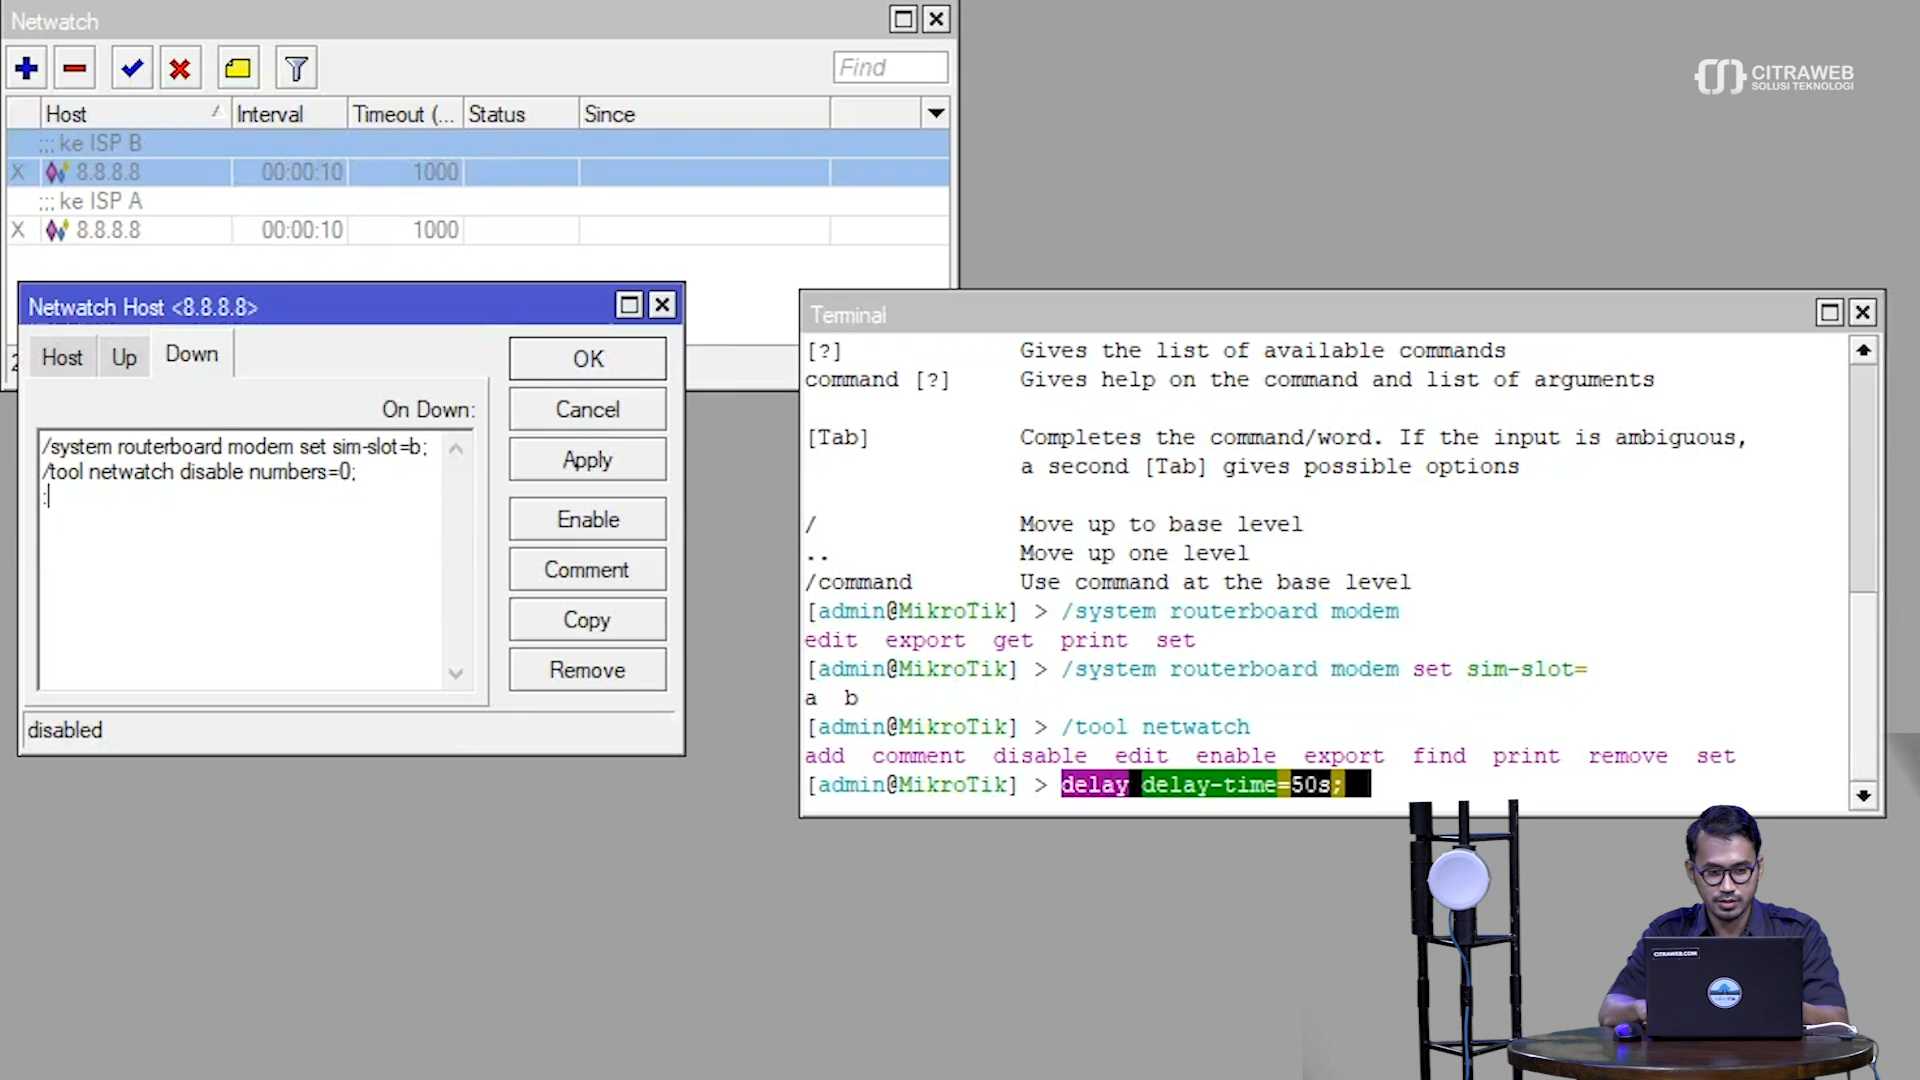 Netwatch
Find
Host Interval Timeout (... Status Since
;;; ke ISP B
X 8.8.8.8 00:00:10 1000
;;; ke ISP A
X 8.8.8.8 00:00:10 1000
Netwatch Host <8.8.8.8>
Host Up Down
On Down:
/system routerboard modem set sim-slot=b;
/tool netwatch disable numbers=0;
:
OK
Cancel
Apply
Enable
Comment
Copy
Remove
disabled
Terminal
[?] Gives the list of available commands
command [?] Gives help on the command and list of arguments
[Tab] Completes the command/word. If the input is ambiguous,
a second [Tab] gives possible options
/ Move up to base level
.. Move up one level
/command Use command at the base level
[admin@MikroTik] > /system routerboard modem
edit export get print set
[admin@MikroTik] > /system routerboard modem set sim-slot=
a b
[admin@MikroTik] > /tool netwatch
add comment disable edit enable export find print remove set
[admin@MikroTik] > delay delay-time=50s;
CITRAWEB
SOLUSI TEKNOLOGI
CITRAWEB.COM